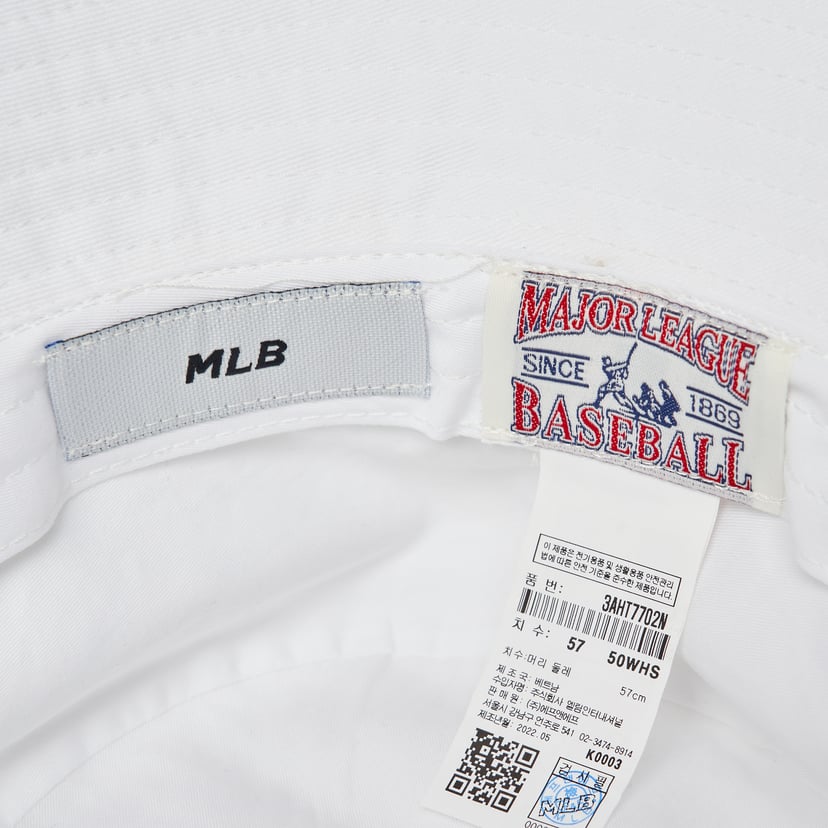 MLB
MAJOR LEAGUE
SINCE
1869
BASEBALL
이 제품은 전기용품 및 생활용품 안전관리
법에 따른 안전 기준을 준수한 제품입니다.
품 번: 3AHT7702N
치 수: 57 50WHS
치수:머리 둘레 57cm
제 조 국: 베트남
수입자명: 주식회사 엘림인터내셔널
판 매 원: (주)에프앤에프
서울시 강남구 언주로 541 02-3474-8914
제조년월: 2022.05
K0003
검 사 필
MLB